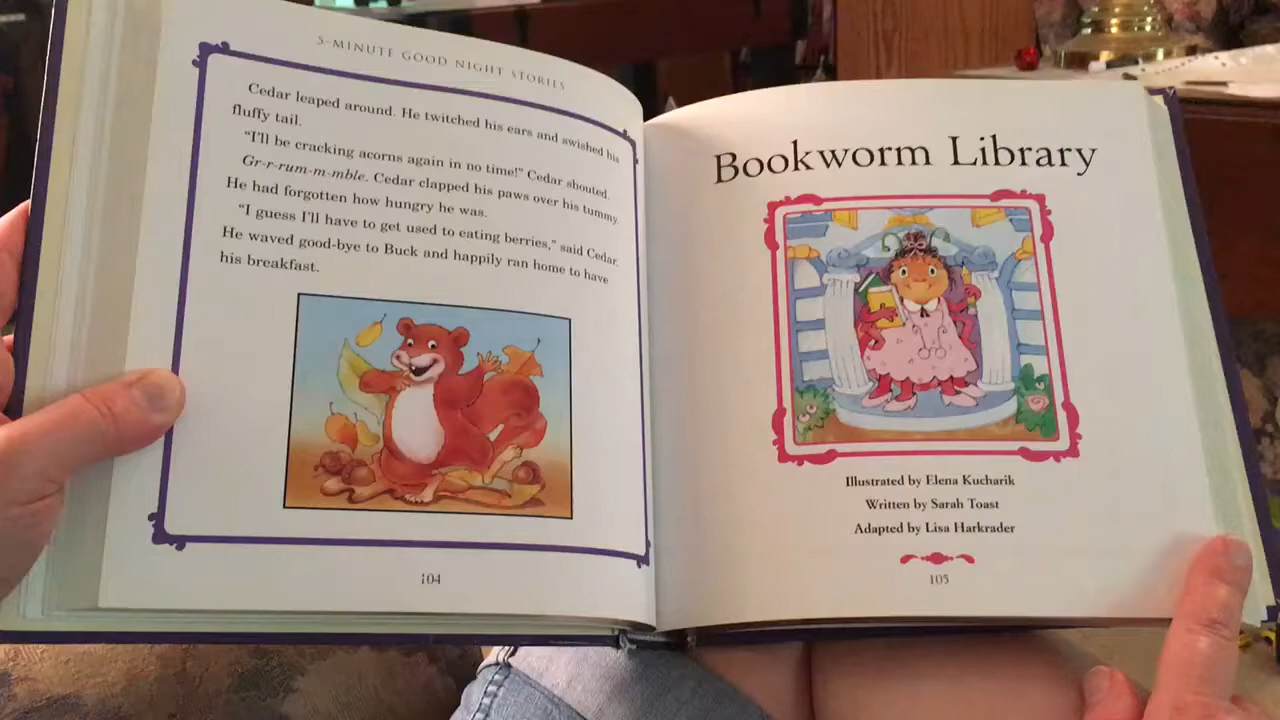 5-MINUTE GOOD NIGHT STORIES
Cedar leaped around. He twitched his ears and swished his
fluffy tail.
"I'll be cracking acorns again in no time!" Cedar shouted.
Gr-r-rum-m-mble. Cedar clapped his paws over his tummy.
He had forgotten how hungry he was.
"I guess I'll have to get used to eating berries," said Cedar.
He waved good-bye to Buck and happily ran home to have
his breakfast.
104
Bookworm Library
Illustrated by Elena Kucharik
Written by Sarah Toast
Adapted by Lisa Harkrader
105